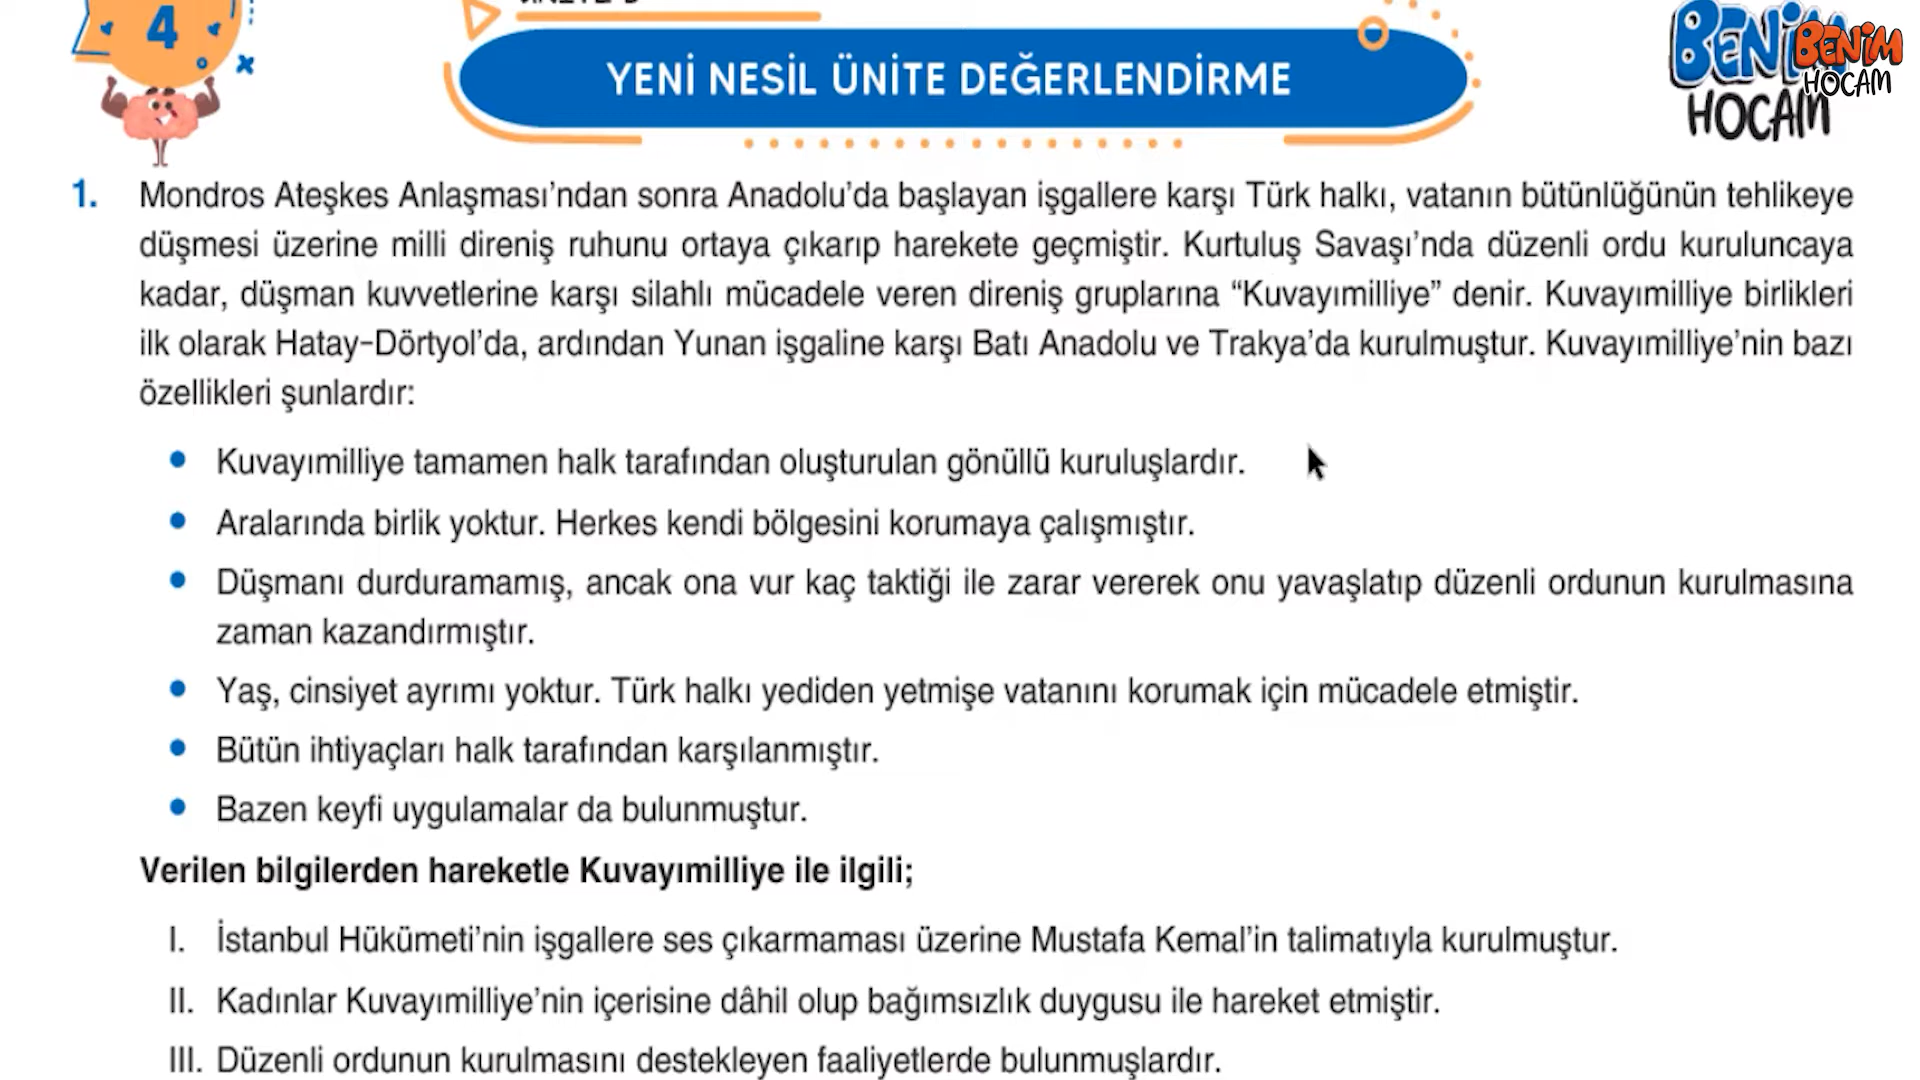 4
YENİ NESİL ÜNİTE DEĞERLENDİRME
BENİM
HOCAM
BENİM
HOCAM
1. Mondros Ateşkes Anlaşması’ndan sonra Anadolu’da başlayan işgallere karşı Türk halkı, vatanın bütünlüğünün tehlikeye
düşmesi üzerine milli direniş ruhunu ortaya çıkarıp harekete geçmiştir. Kurtuluş Savaşı’nda düzenli ordu kuruluncaya
kadar, düşman kuvvetlerine karşı silahlı mücadele veren direniş gruplarına “Kuvayımilliye” denir. Kuvayımilliye birlikleri
ilk olarak Hatay-Dörtyol’da, ardından Yunan işgaline karşı Batı Anadolu ve Trakya’da kurulmuştur. Kuvayımilliye’nin bazı
özellikleri şunlardır:
• Kuvayımilliye tamamen halk tarafından oluşturulan gönüllü kuruluşlardır.
• Aralarında birlik yoktur. Herkes kendi bölgesini korumaya çalışmıştır.
• Düşmanı durduramamış, ancak ona vur kaç taktiği ile zarar vererek onu yavaşlatıp düzenli ordunun kurulmasına
zaman kazandırmıştır.
• Yaş, cinsiyet ayrımı yoktur. Türk halkı yediden yetmişe vatanını korumak için mücadele etmiştir.
• Bütün ihtiyaçları halk tarafından karşılanmıştır.
• Bazen keyfi uygulamalar da bulunmuştur.
Verilen bilgilerden hareketle Kuvayımilliye ile ilgili;
I. İstanbul Hükümeti’nin işgallere ses çıkarmaması üzerine Mustafa Kemal’in talimatıyla kurulmuştur.
II. Kadınlar Kuvayımilliye’nin içerisine dâhil olup bağımsızlık duygusu ile hareket etmiştir.
III. Düzenli ordunun kurulmasını destekleyen faaliyetlerde bulunmuşlardır.